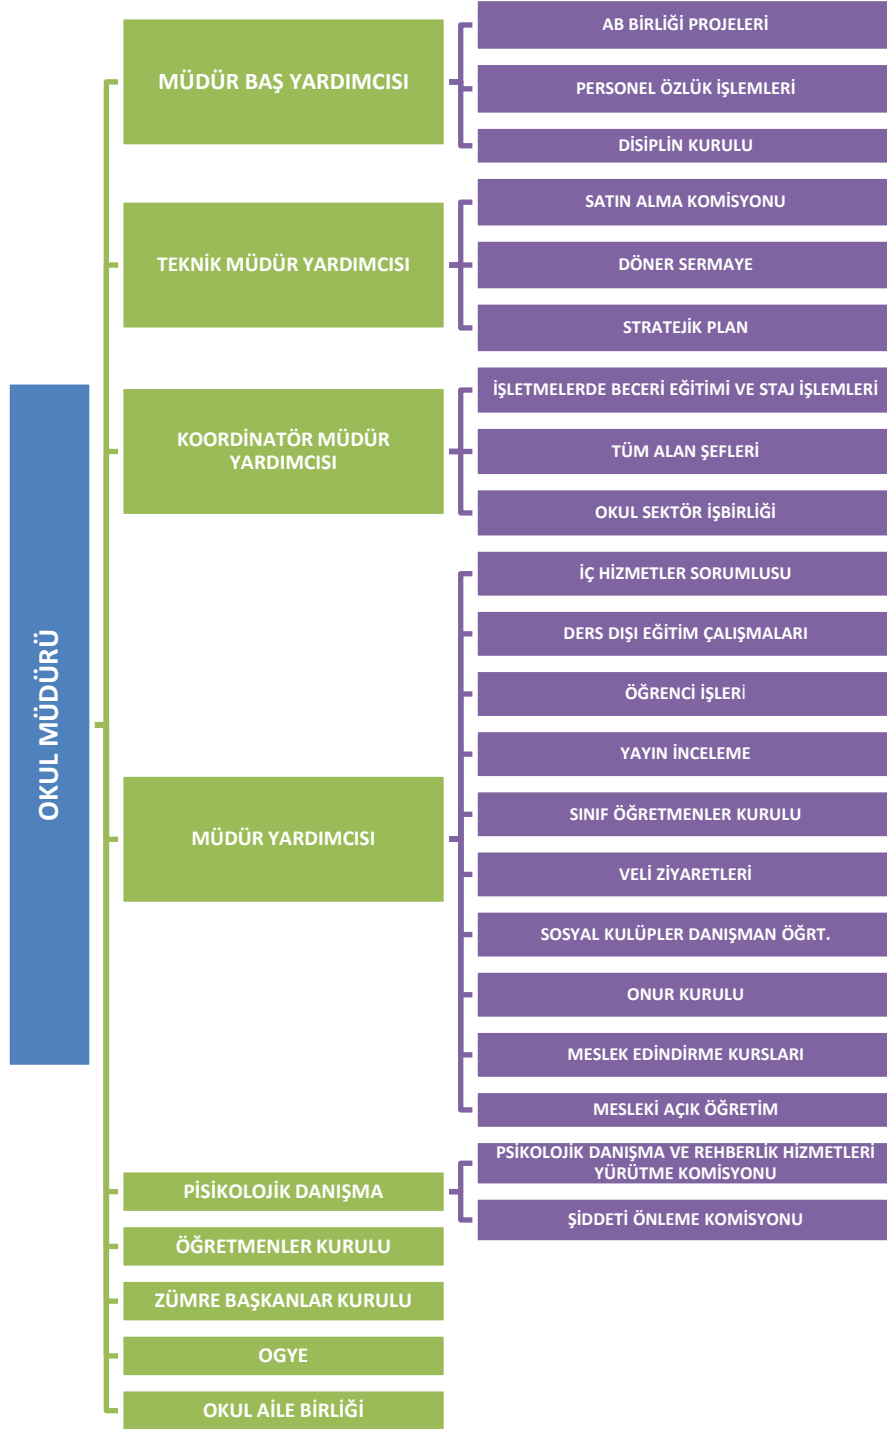 OKUL MÜDÜRÜ
MÜDÜR BAŞ YARDIMCISI
AB BİRLİĞİ PROJELERİ
PERSONEL ÖZLÜK İŞLEMLERİ
DİSİPLİN KURULU
TEKNİK MÜDÜR YARDIMCISI
SATIN ALMA KOMİSYONU
DÖNER SERMAYE
STRATEJİK PLAN
KOORDİNATÖR MÜDÜR
YARDIMCISI
İŞLETMELERDE BECERİ EĞİTİMİ VE STAJ İŞLEMLERİ
TÜM ALAN ŞEFLERİ
OKUL SEKTÖR İŞBİRLİĞİ
MÜDÜR YARDIMCISI
İÇ HİZMETLER SORUMLUSU
DERS DIŞI EĞİTİM ÇALIŞMALARI
ÖĞRENCİ İŞLERİ
YAYIN İNCELEME
SINIF ÖĞRETMENLER KURULU
VELİ ZİYARETLERİ
SOSYAL KULÜPLER DANIŞMAN ÖĞRT.
ONUR KURULU
MESLEK EDİNDİRME KURSLARI
MESLEKİ AÇIK ÖĞRETİM
PİSİKOLOJİK DANIŞMA
PSİKOLOJİK DANIŞMA VE REHBERLİK HİZMETLERİ
YÜRÜTME KOMİSYONU
ŞİDDETİ ÖNLEME KOMİSYONU
ÖĞRETMENLER KURULU
ZÜMRE BAŞKANLAR KURULU
OGYE
OKUL AİLE BİRLİĞİ